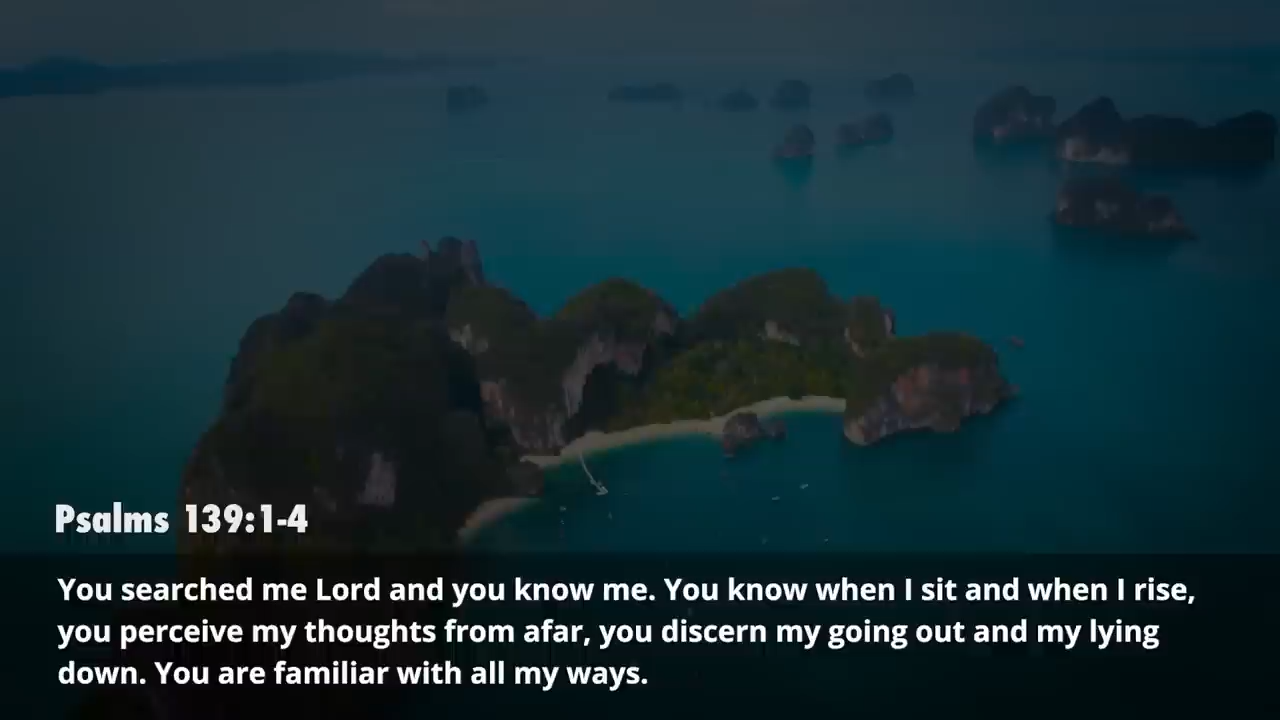 Psalms 139:1-4
You searched me Lord and you know me. You know when I sit and when I rise,
you perceive my thoughts from afar, you discern my going out and my lying
down. You are familiar with all my ways.